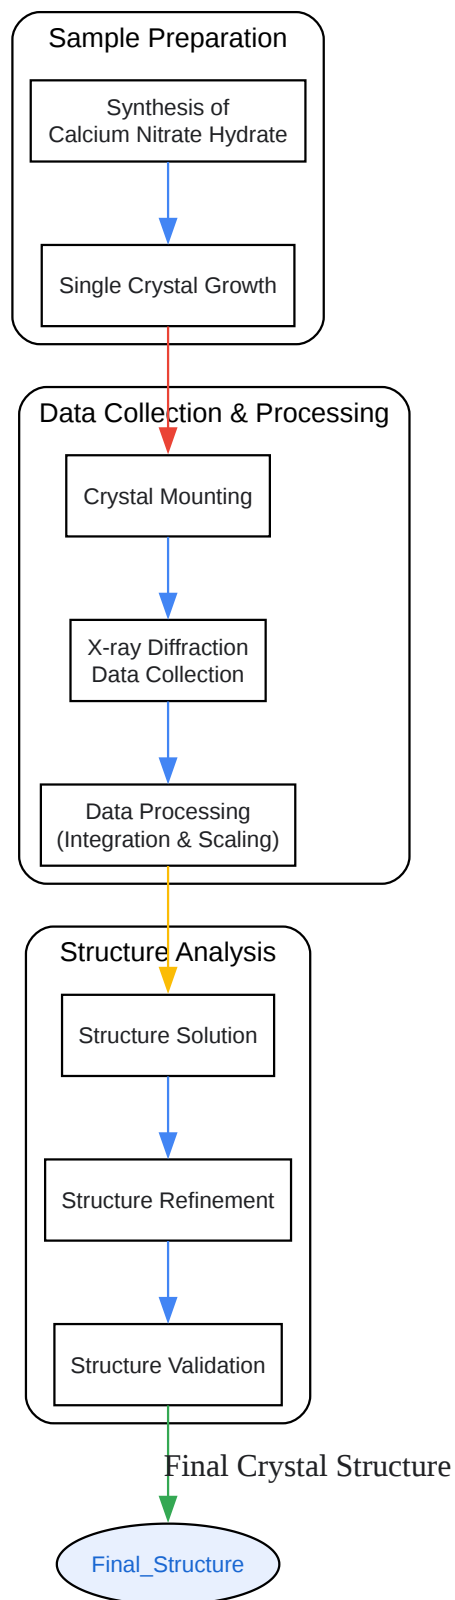 Sample Preparation
Synthesis of
Calcium Nitrate Hydrate
Single Crystal Growth
Data Collection & Processing
Crystal Mounting
X-ray Diffraction
Data Collection
Data Processing
(Integration & Scaling)
Structure Analysis
Structure Solution
Structure Refinement
Structure Validation
Final Crystal Structure
Final_Structure